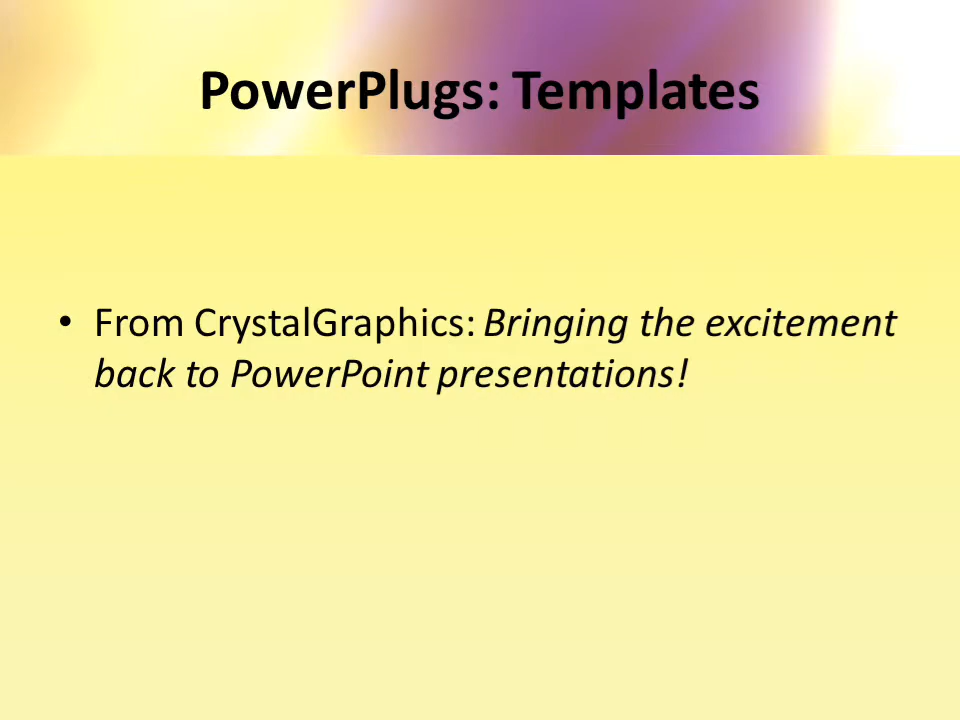 PowerPlugs: Templates
• From CrystalGraphics: Bringing the excitement
back to PowerPoint presentations!